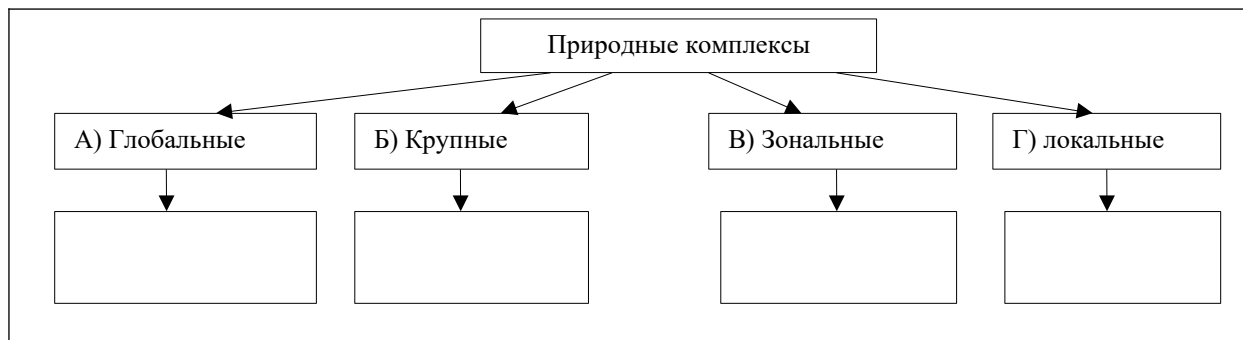 Природные комплексы
А) Глобальные
Б) Крупные
В) Зональные
Г) локальные